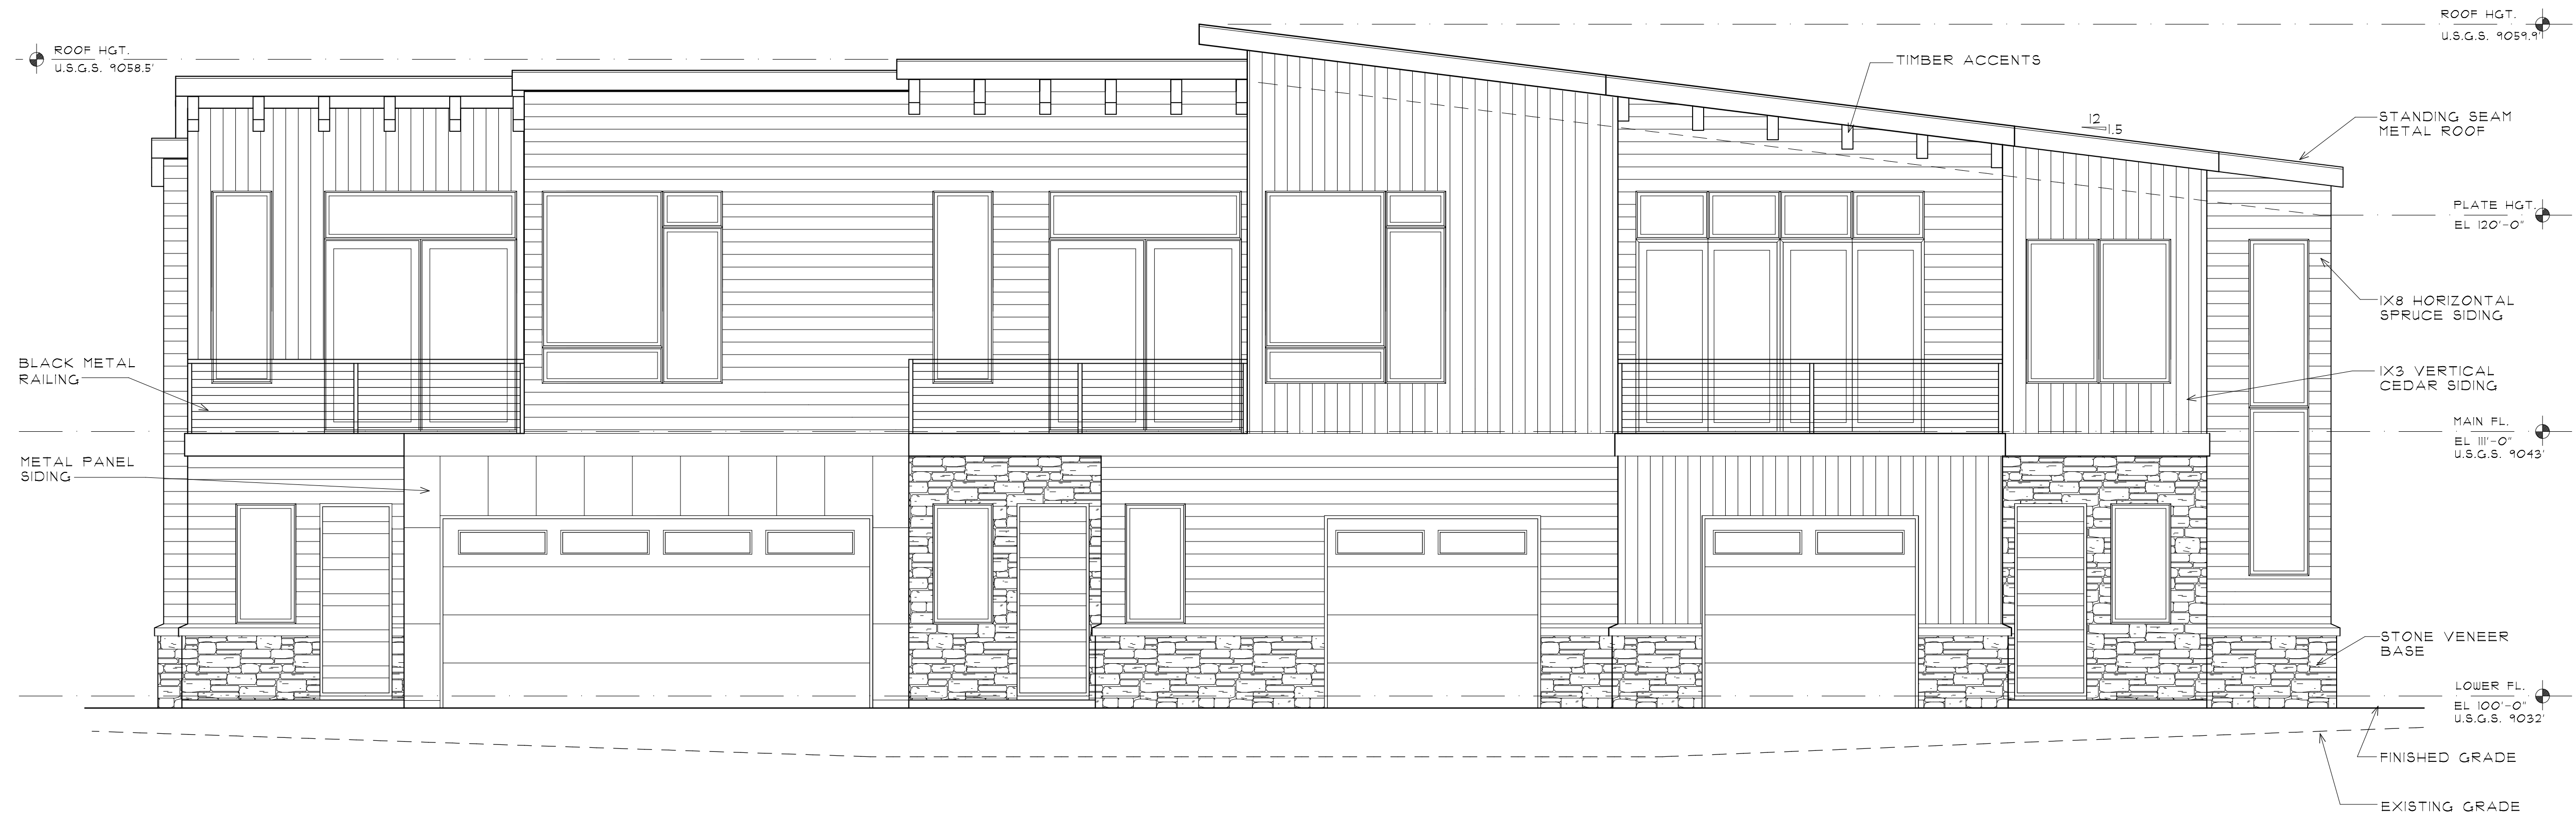 ROOF HGT.
U.S.G.S. 9058.5'
ROOF HGT.
U.S.G.S. 9059.9'
TIMBER ACCENTS
12
1.5
STANDING SEAM
METAL ROOF
PLATE HGT.
EL 120'-0"
1X8 HORIZONTAL
SPRUCE SIDING
BLACK METAL
RAILING
1X3 VERTICAL
CEDAR SIDING
MAIN FL.
EL 111'-0"
U.S.G.S. 9043'
METAL PANEL
SIDING
STONE VENEER
BASE
LOWER FL.
EL 100'-0"
U.S.G.S. 9032'
FINISHED GRADE
EXISTING GRADE